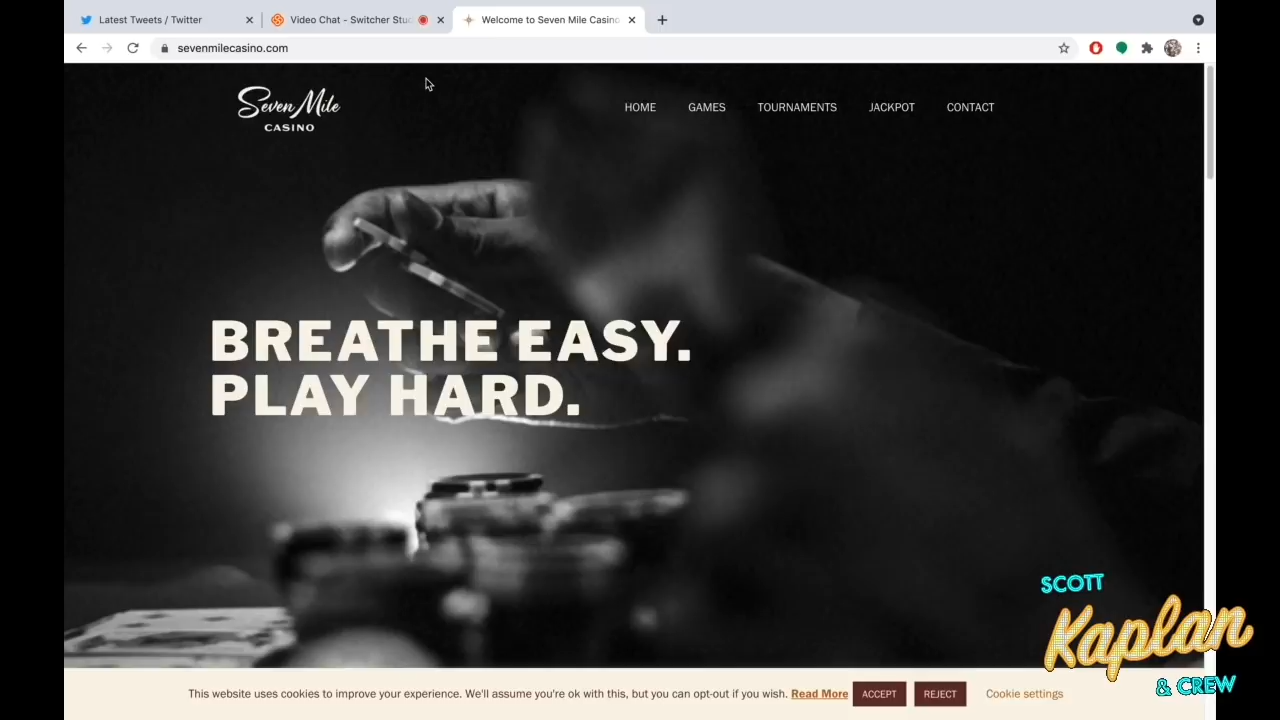 Latest Tweets / Twitter
Video Chat - Switcher Stu
Welcome to Seven Mile Casino
sevenmilecasino.com
Seven Mile
CASINO
HOME
GAMES
TOURNAMENTS
JACKPOT
CONTACT
BREATHE EASY.
PLAY HARD.
This website uses cookies to improve your experience. We'll assume you're ok with this, but you can opt-out if you wish. Read More
ACCEPT
REJECT
Cookie settings
SCOTT
Kaplan
& CREW